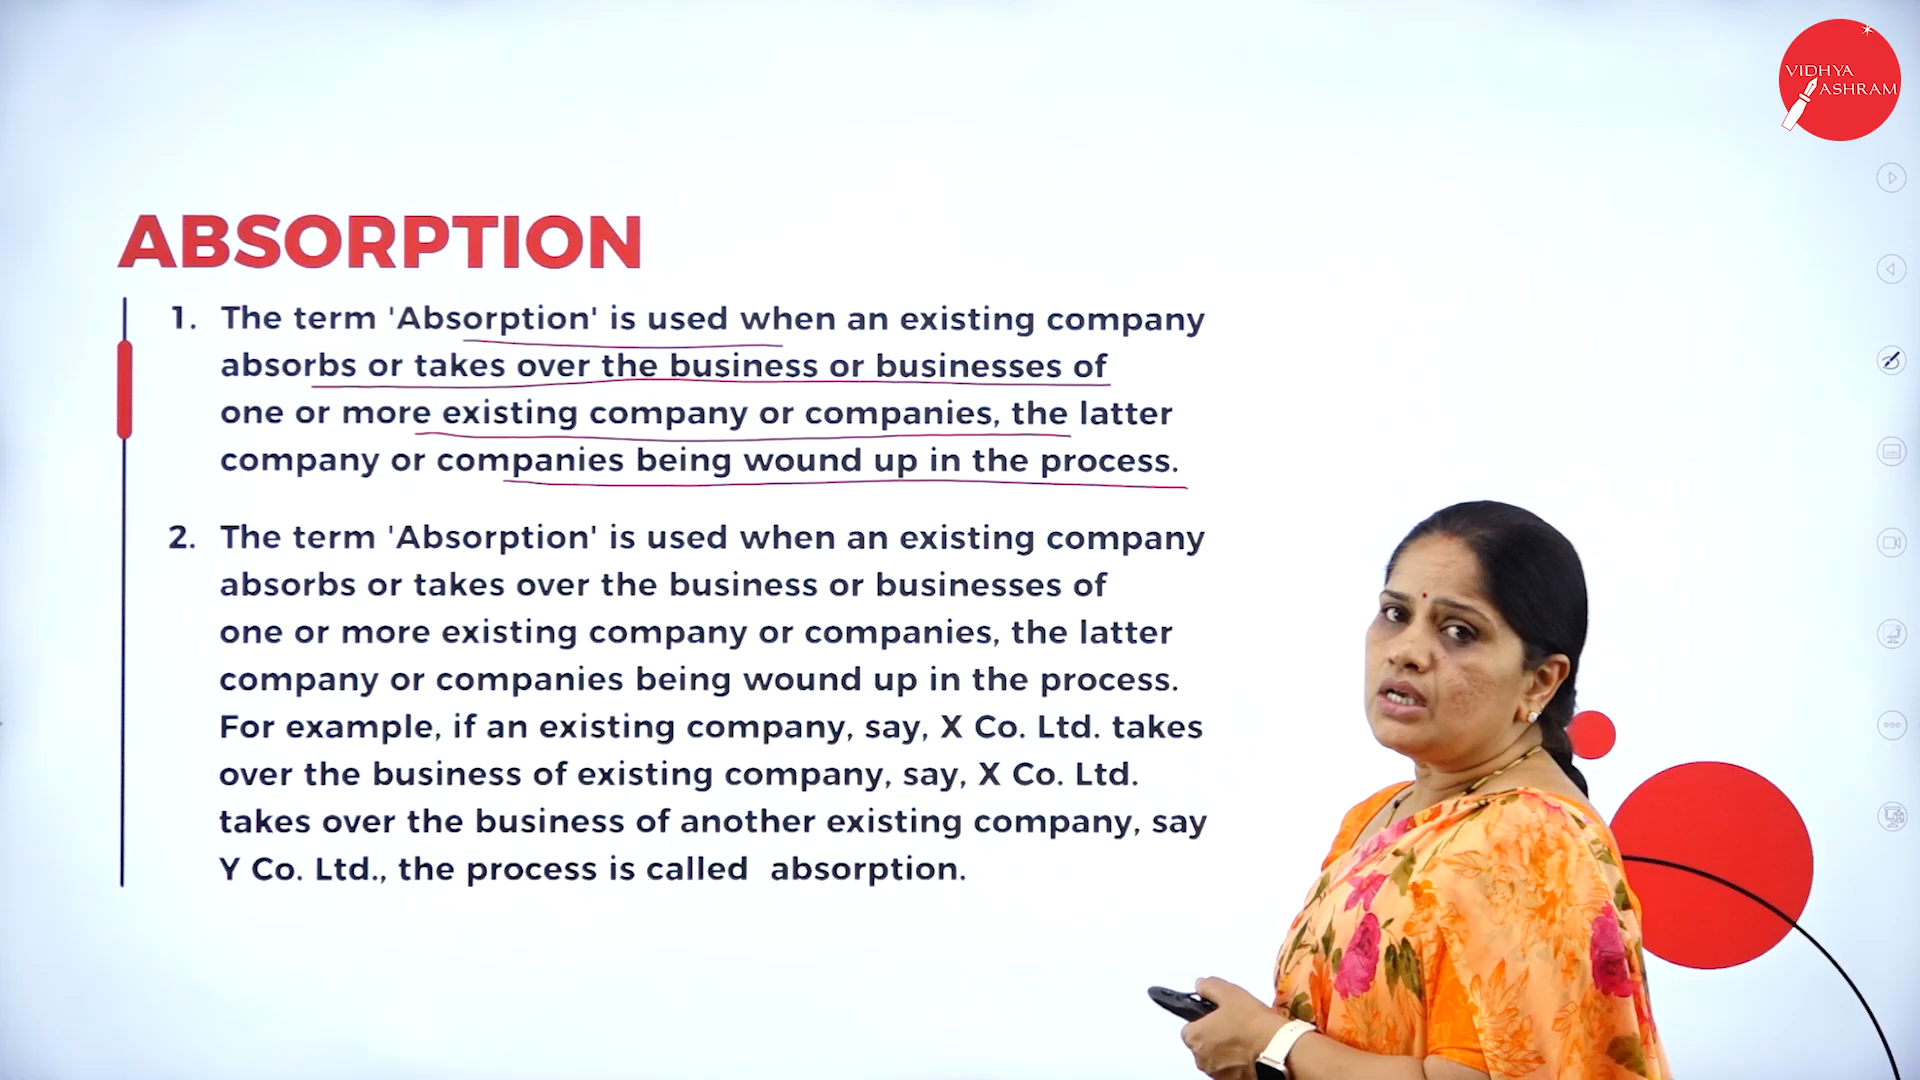 VIDHYA
ASHRAM
ABSORPTION
1. The term 'Absorption' is used when an existing company
absorbs or takes over the business or businesses of
one or more existing company or companies, the latter
company or companies being wound up in the process.
2. The term 'Absorption' is used when an existing company
absorbs or takes over the business or businesses of
one or more existing company or companies, the latter
company or companies being wound up in the process.
For example, if an existing company, say, X Co. Ltd. takes
over the business of existing company, say, X Co. Ltd.
takes over the business of another existing company, say
Y Co. Ltd., the process is called absorption.